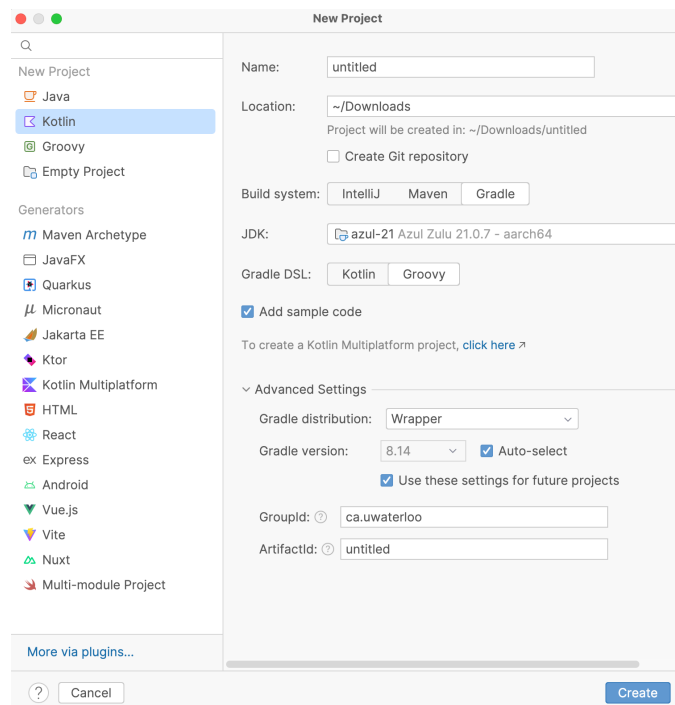 New Project
New Project
Java
Kotlin
Groovy
Empty Project
Generators
Maven Archetype
JavaFX
Quarkus
Micronaut
Jakarta EE
Ktor
Kotlin Multiplatform
HTML
React
ex Express
Android
Vue.js
Vite
Nuxt
Multi-module Project
More via plugins...
Name: untitled
Location: ~/Downloads
Project will be created in: ~/Downloads/untitled
Create Git repository
Build system: IntelliJ Maven Gradle
JDK: azul-21 Azul Zulu 21.0.7 - aarch64
Gradle DSL: Kotlin Groovy
Add sample code
To create a Kotlin Multiplatform project, click here ↗
Advanced Settings
Gradle distribution: Wrapper
Gradle version: 8.14 Auto-select
Use these settings for future projects
GroupId: ? ca.uwaterloo
ArtifactId: ? untitled
? Cancel Create